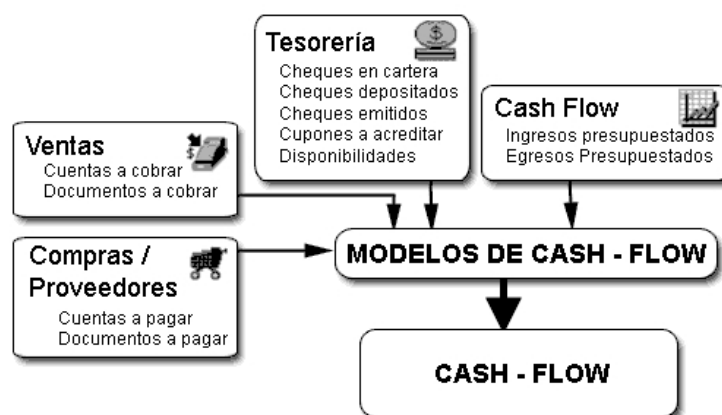 Tesorería
Cheques en cartera
Cheques depositados
Cheques emitidos
Cupones a acreditar
Disponibilidades
Cash Flow
Ingresos presupuestados
Egresos Presupuestados
Ventas
Cuentas a cobrar
Documentos a cobrar
Compras /
Proveedores
Cuentas a pagar
Documentos a pagar
MODELOS DE CASH - FLOW
CASH - FLOW